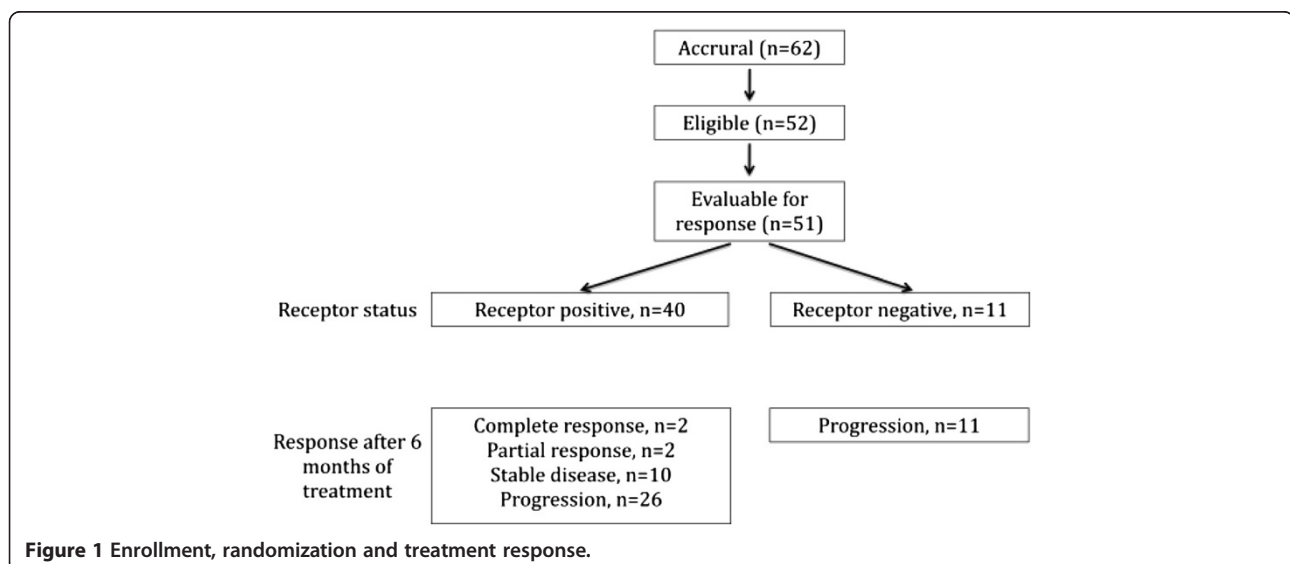 Accrural (n=62)
Eligible (n=52)
Evaluable for
response (n=51)
Receptor status
Receptor positive, n=40
Receptor negative, n=11
Response after 6
months of
treatment
Complete response, n=2
Partial response, n=2
Stable disease, n=10
Progression, n=26
Progression, n=11
Figure 1 Enrollment, randomization and treatment response.